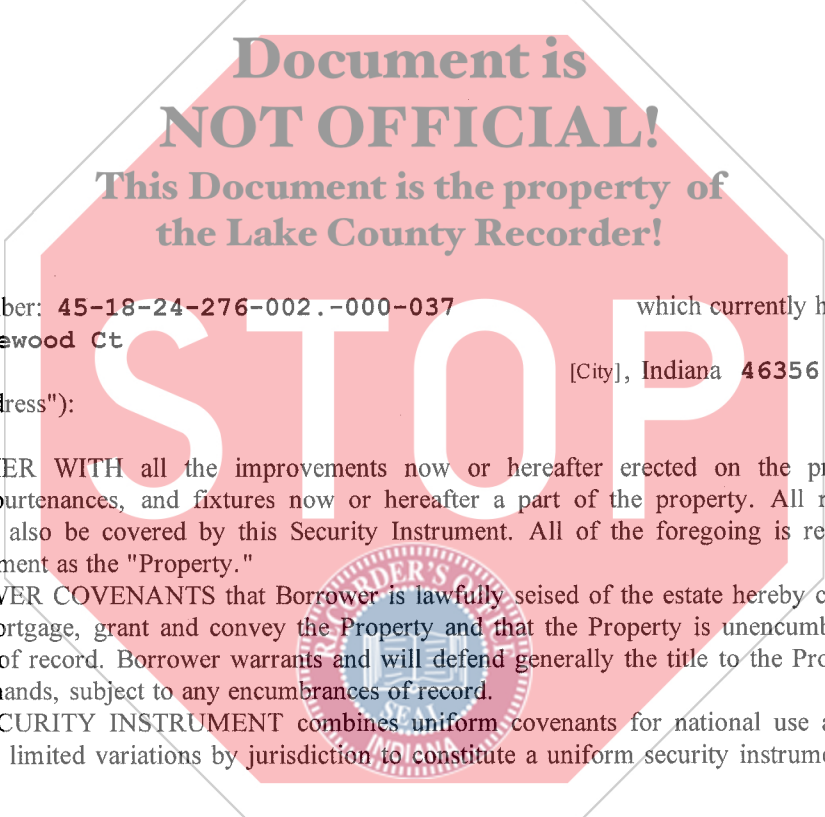 Document is
NOT OFFICIAL!
This Document is the property of
the Lake County Recorder!
ber: 45-18-24-276-002.-000-037 which currently h
ewood Ct
[City], Indiana 46356
dress"):
STOP
ER WITH all the improvements now or hereafter erected on the pr
purtenances, and fixtures now or hereafter a part of the property. All r
also be covered by this Security Instrument. All of the foregoing is re
ment as the "Property."
VER COVENANTS that Borrower is lawfully seised of the estate hereby c
ortgage, grant and convey the Property and that the Property is unencumb
of record. Borrower warrants and will defend generally the title to the Pro
nands, subject to any encumbrances of record.
CURITY INSTRUMENT combines uniform covenants for national use a
limited variations by jurisdiction to constitute a uniform security instrume
RECORDER'S OFFICE
SEAL
INDIANA